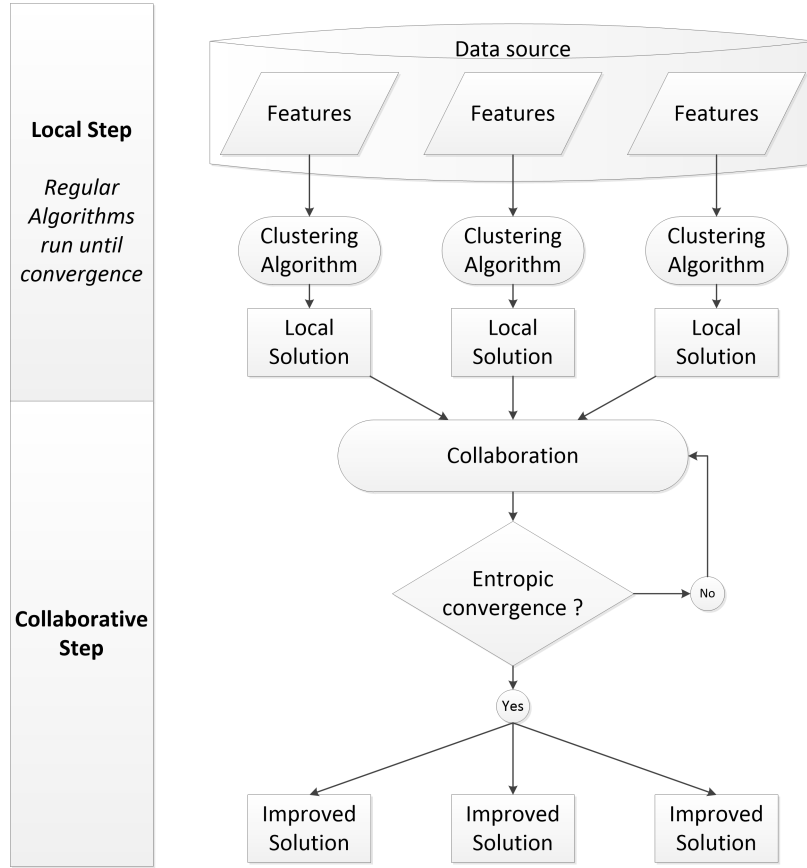 Local Step
Regular
Algorithms
run until
convergence
Data source
Features
Features
Features
Clustering
Algorithm
Clustering
Algorithm
Clustering
Algorithm
Local
Solution
Local
Solution
Local
Solution
Collaborative
Step
Collaboration
Entropic
convergence ?
No
Yes
Improved
Solution
Improved
Solution
Improved
Solution